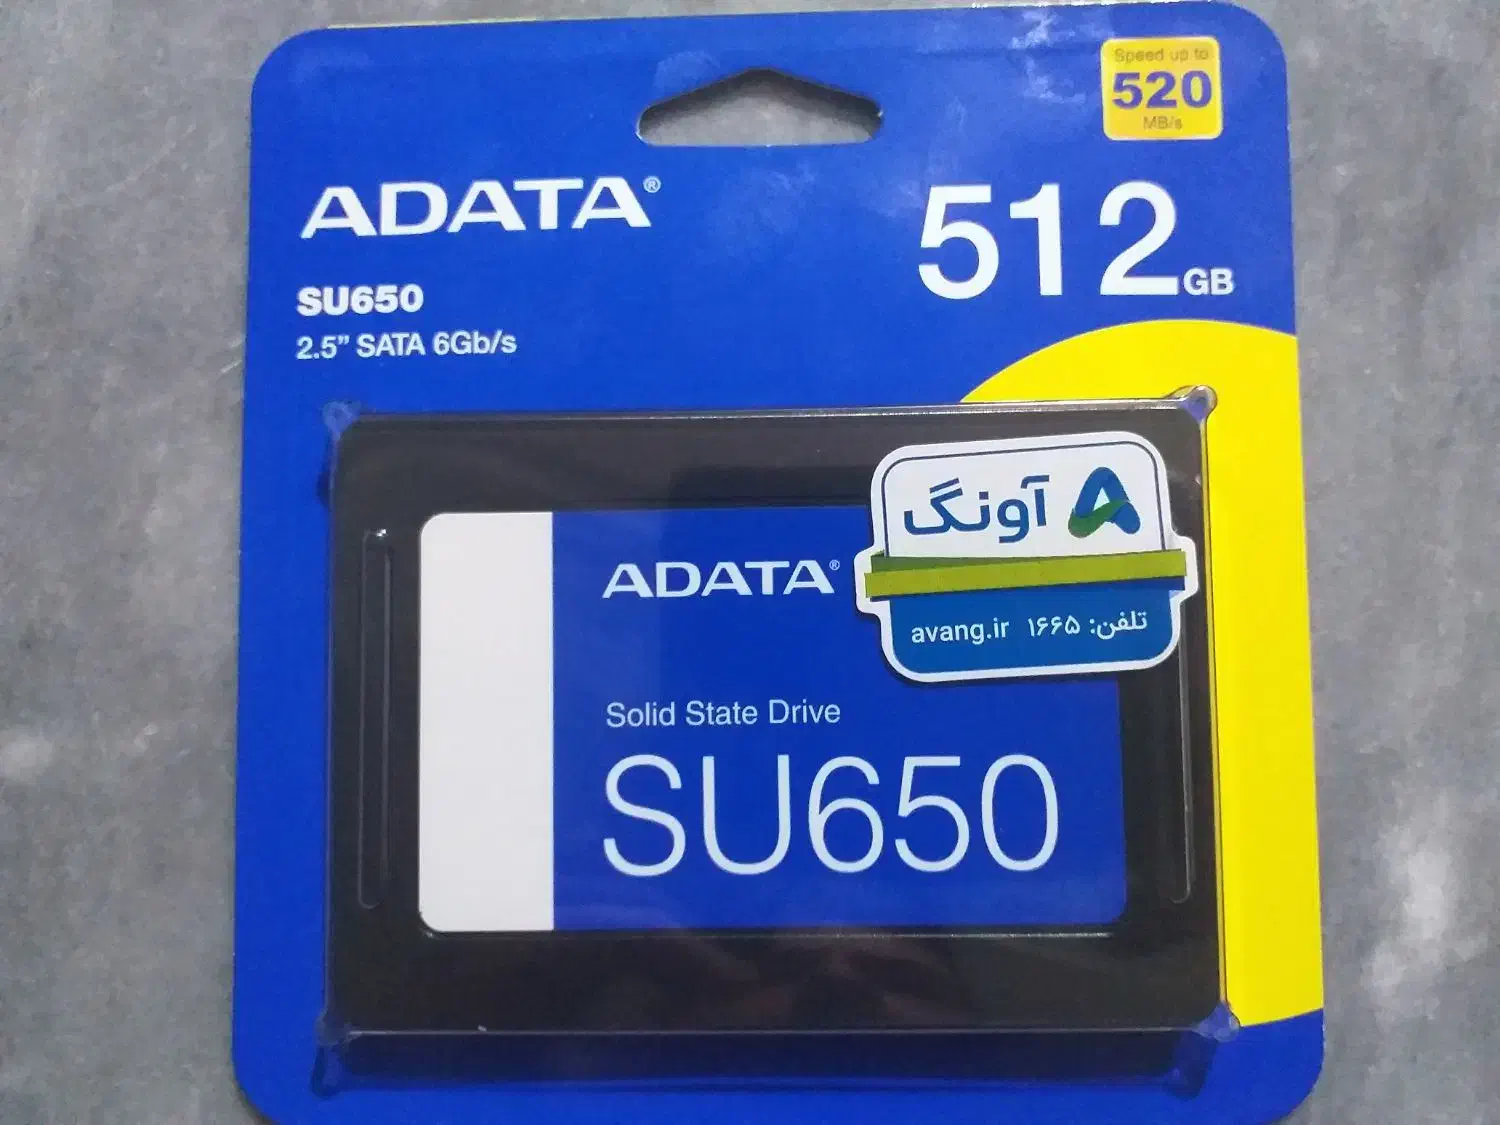 Speed up to
520
MB/s
ADATA®
512GB
SU650
2.5” SATA 6Gb/s
آونگ
تلفن: ۱۶۶۵ avang.ir
ADATA®
Solid State Drive
SU650